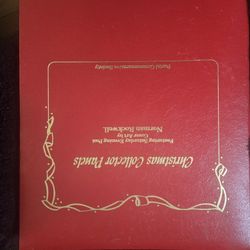 Christmas Collector Panels
Featuring Saturday Evening Post
Cover Art by
Norman Rockwell
Postal Commemorative Society